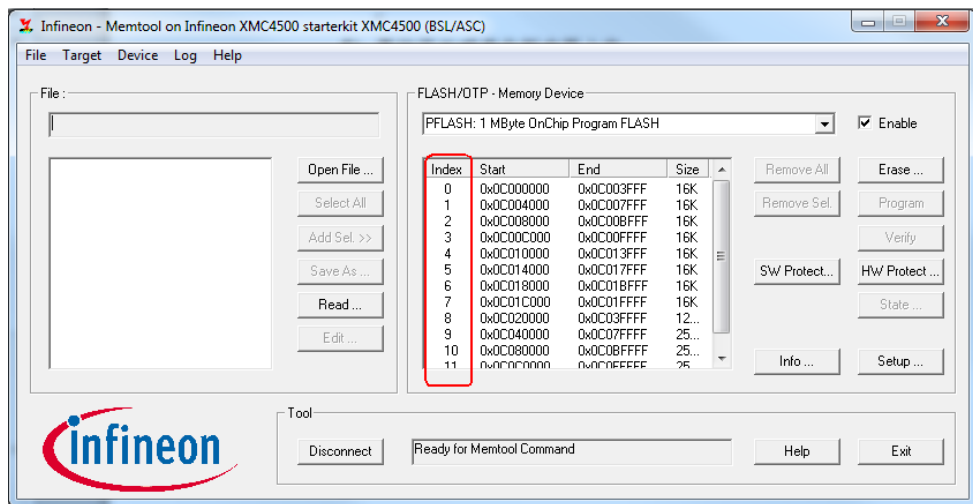 Infineon - Memtool on Infineon XMC4500 starterkit XMC4500 (BSL/ASC)
File Target Device Log Help
File :
Open File ...
Select All
Add Sel. >>
Save As ...
Read ...
Edit ...
FLASH/OTP - Memory Device
PFLASH: 1 MByte OnChip Program FLASH
Enable
Index Start End Size
0 0x0C000000 0x0C003FFF 16K
1 0x0C004000 0x0C007FFF 16K
2 0x0C008000 0x0C00BFFF 16K
3 0x0C00C000 0x0C00FFFF 16K
4 0x0C010000 0x0C013FFF 16K
5 0x0C014000 0x0C017FFF 16K
6 0x0C018000 0x0C01BFFF 16K
7 0x0C01C000 0x0C01FFFF 16K
8 0x0C020000 0x0C03FFFF 12...
9 0x0C040000 0x0C07FFFF 25...
10 0x0C080000 0x0C0BFFFF 25...
11 0x0C0C0000 0x0C0FFFFF 25
Remove All
Erase ...
Remove Sel.
Program
Verify
SW Protect...
HW Protect ...
State ...
Info ...
Setup ...
infineon
Tool
Disconnect
Ready for Memtool Command
Help
Exit